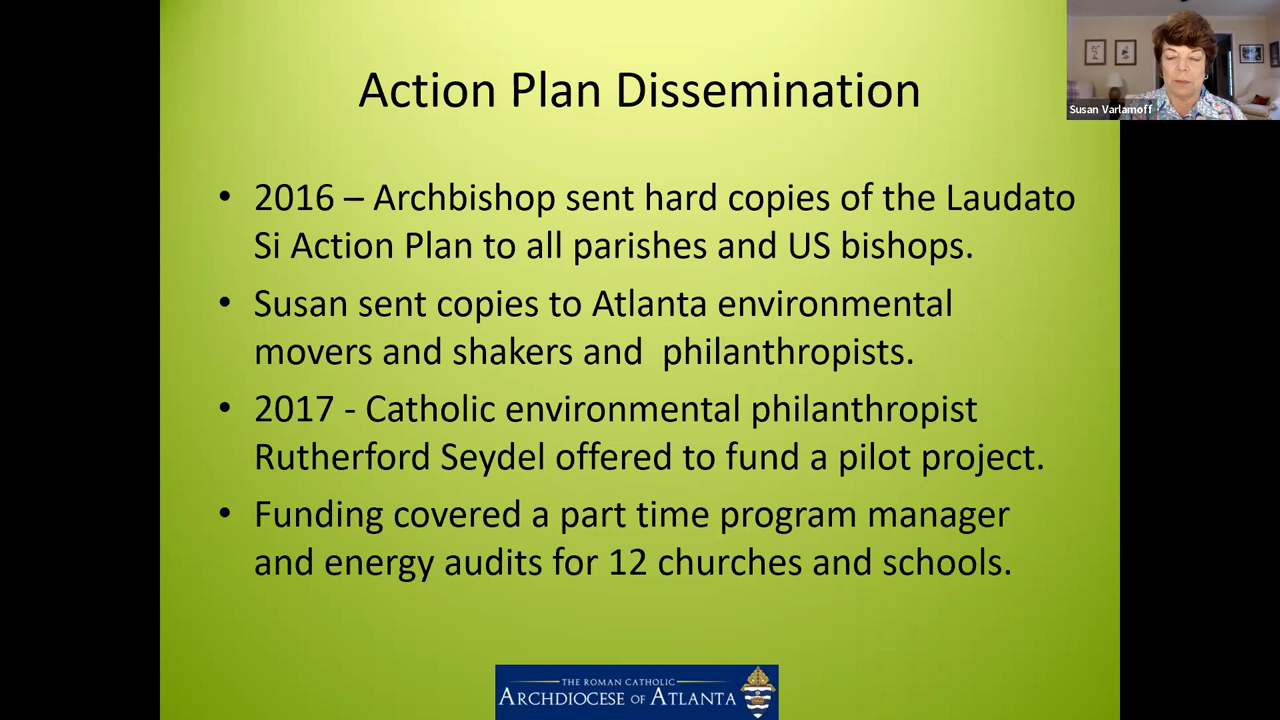 Action Plan Dissemination
Susan Varlamoff
• 2016 – Archbishop sent hard copies of the Laudato
Si Action Plan to all parishes and US bishops.
• Susan sent copies to Atlanta environmental
movers and shakers and  philanthropists.
• 2017 - Catholic environmental philanthropist
Rutherford Seydel offered to fund a pilot project.
• Funding covered a part time program manager
and energy audits for 12 churches and schools.
THE ROMAN CATHOLIC
ARCHDIOCESE OF ATLANTA